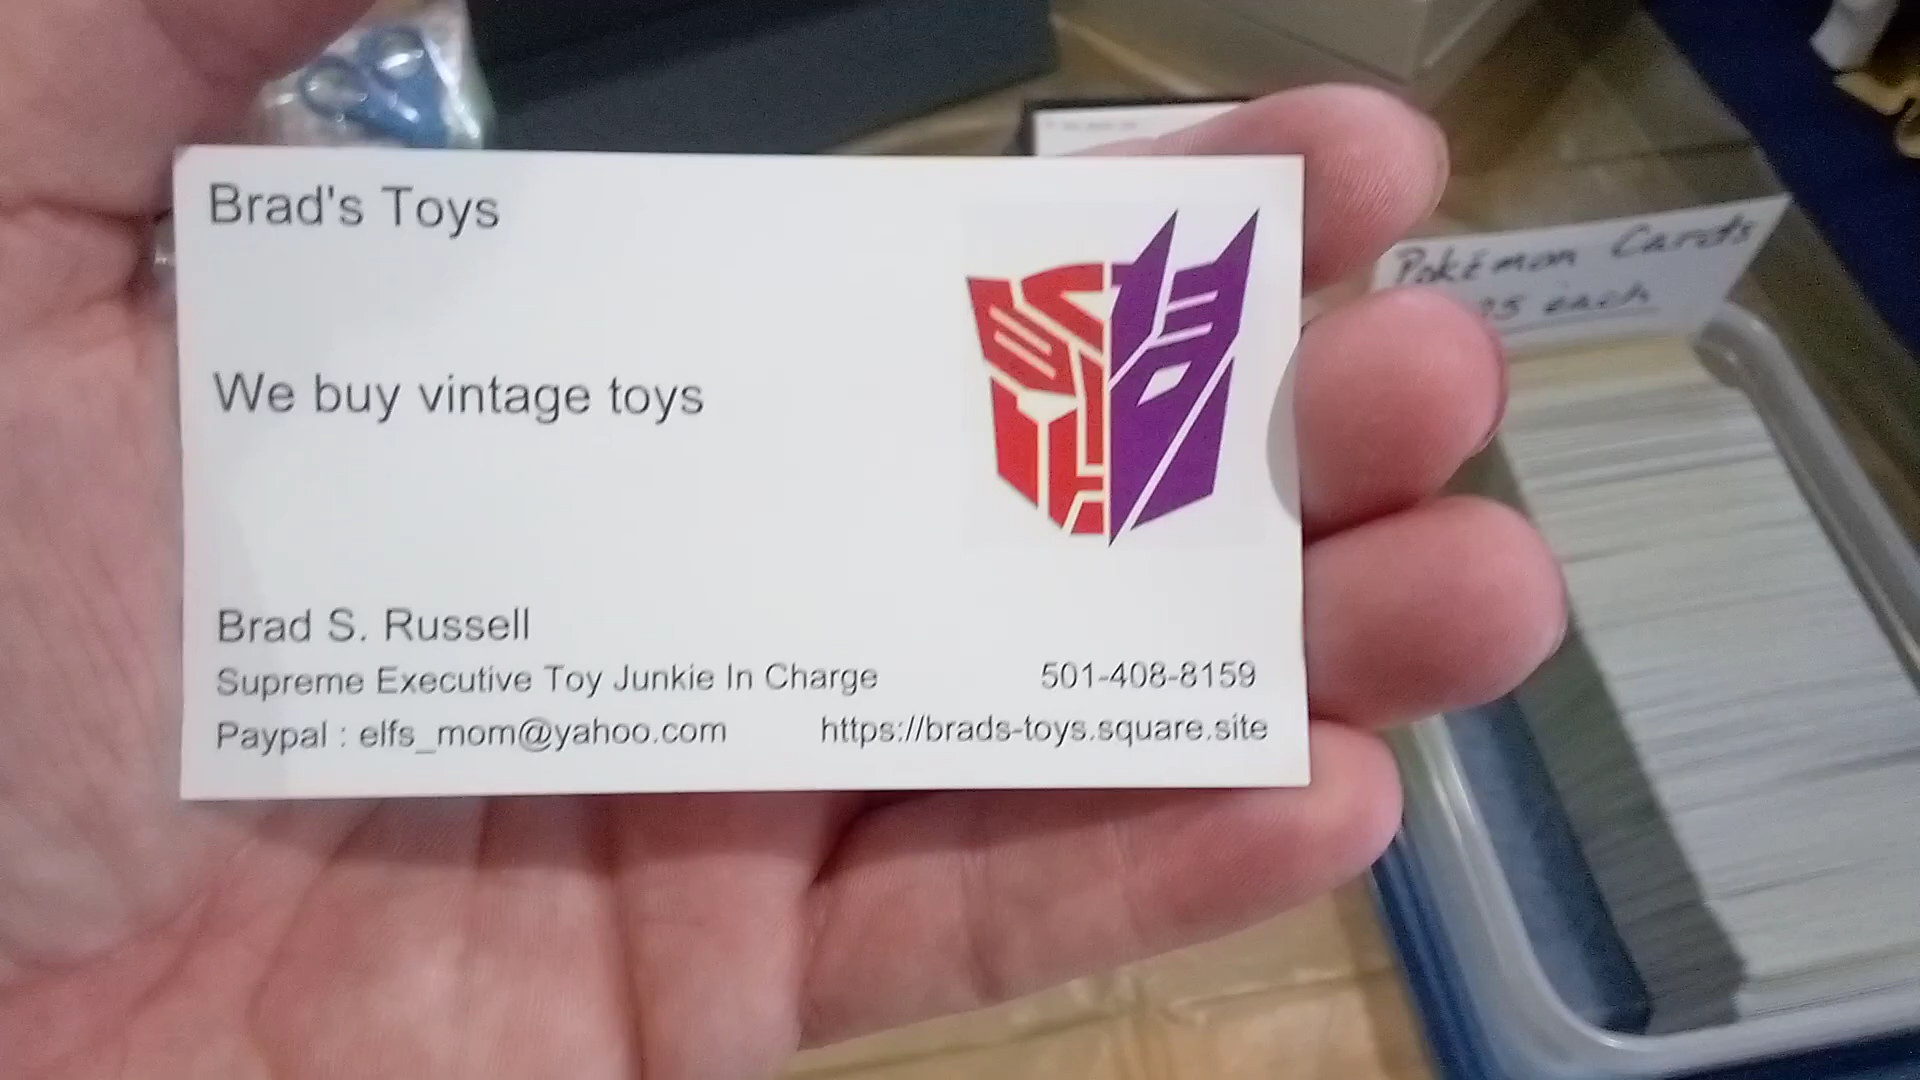 Brad's Toys
We buy vintage toys
Brad S. Russell
Supreme Executive Toy Junkie In Charge
501-408-8159
Paypal : elfs_mom@yahoo.com
https://brads-toys.square.site
Pokémon Cards
each